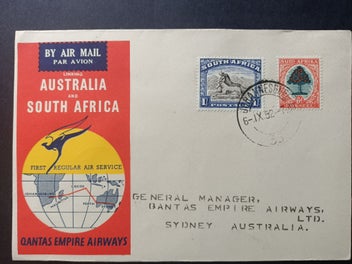 BY AIR MAIL
PAR AVION
LINKING
AUSTRALIA
AND
SOUTH AFRICA
FIRST REGULAR AIR SERVICE
QANTAS EMPIRE AIRWAYS
SOUTH AFRICA
POSTAGE
JOHANNESBURG
6-IX 52
GENERAL MANAGER,
QANTAS EMPIRE AIRWAYS,
LTD.
SYDNEY AUSTRALIA.